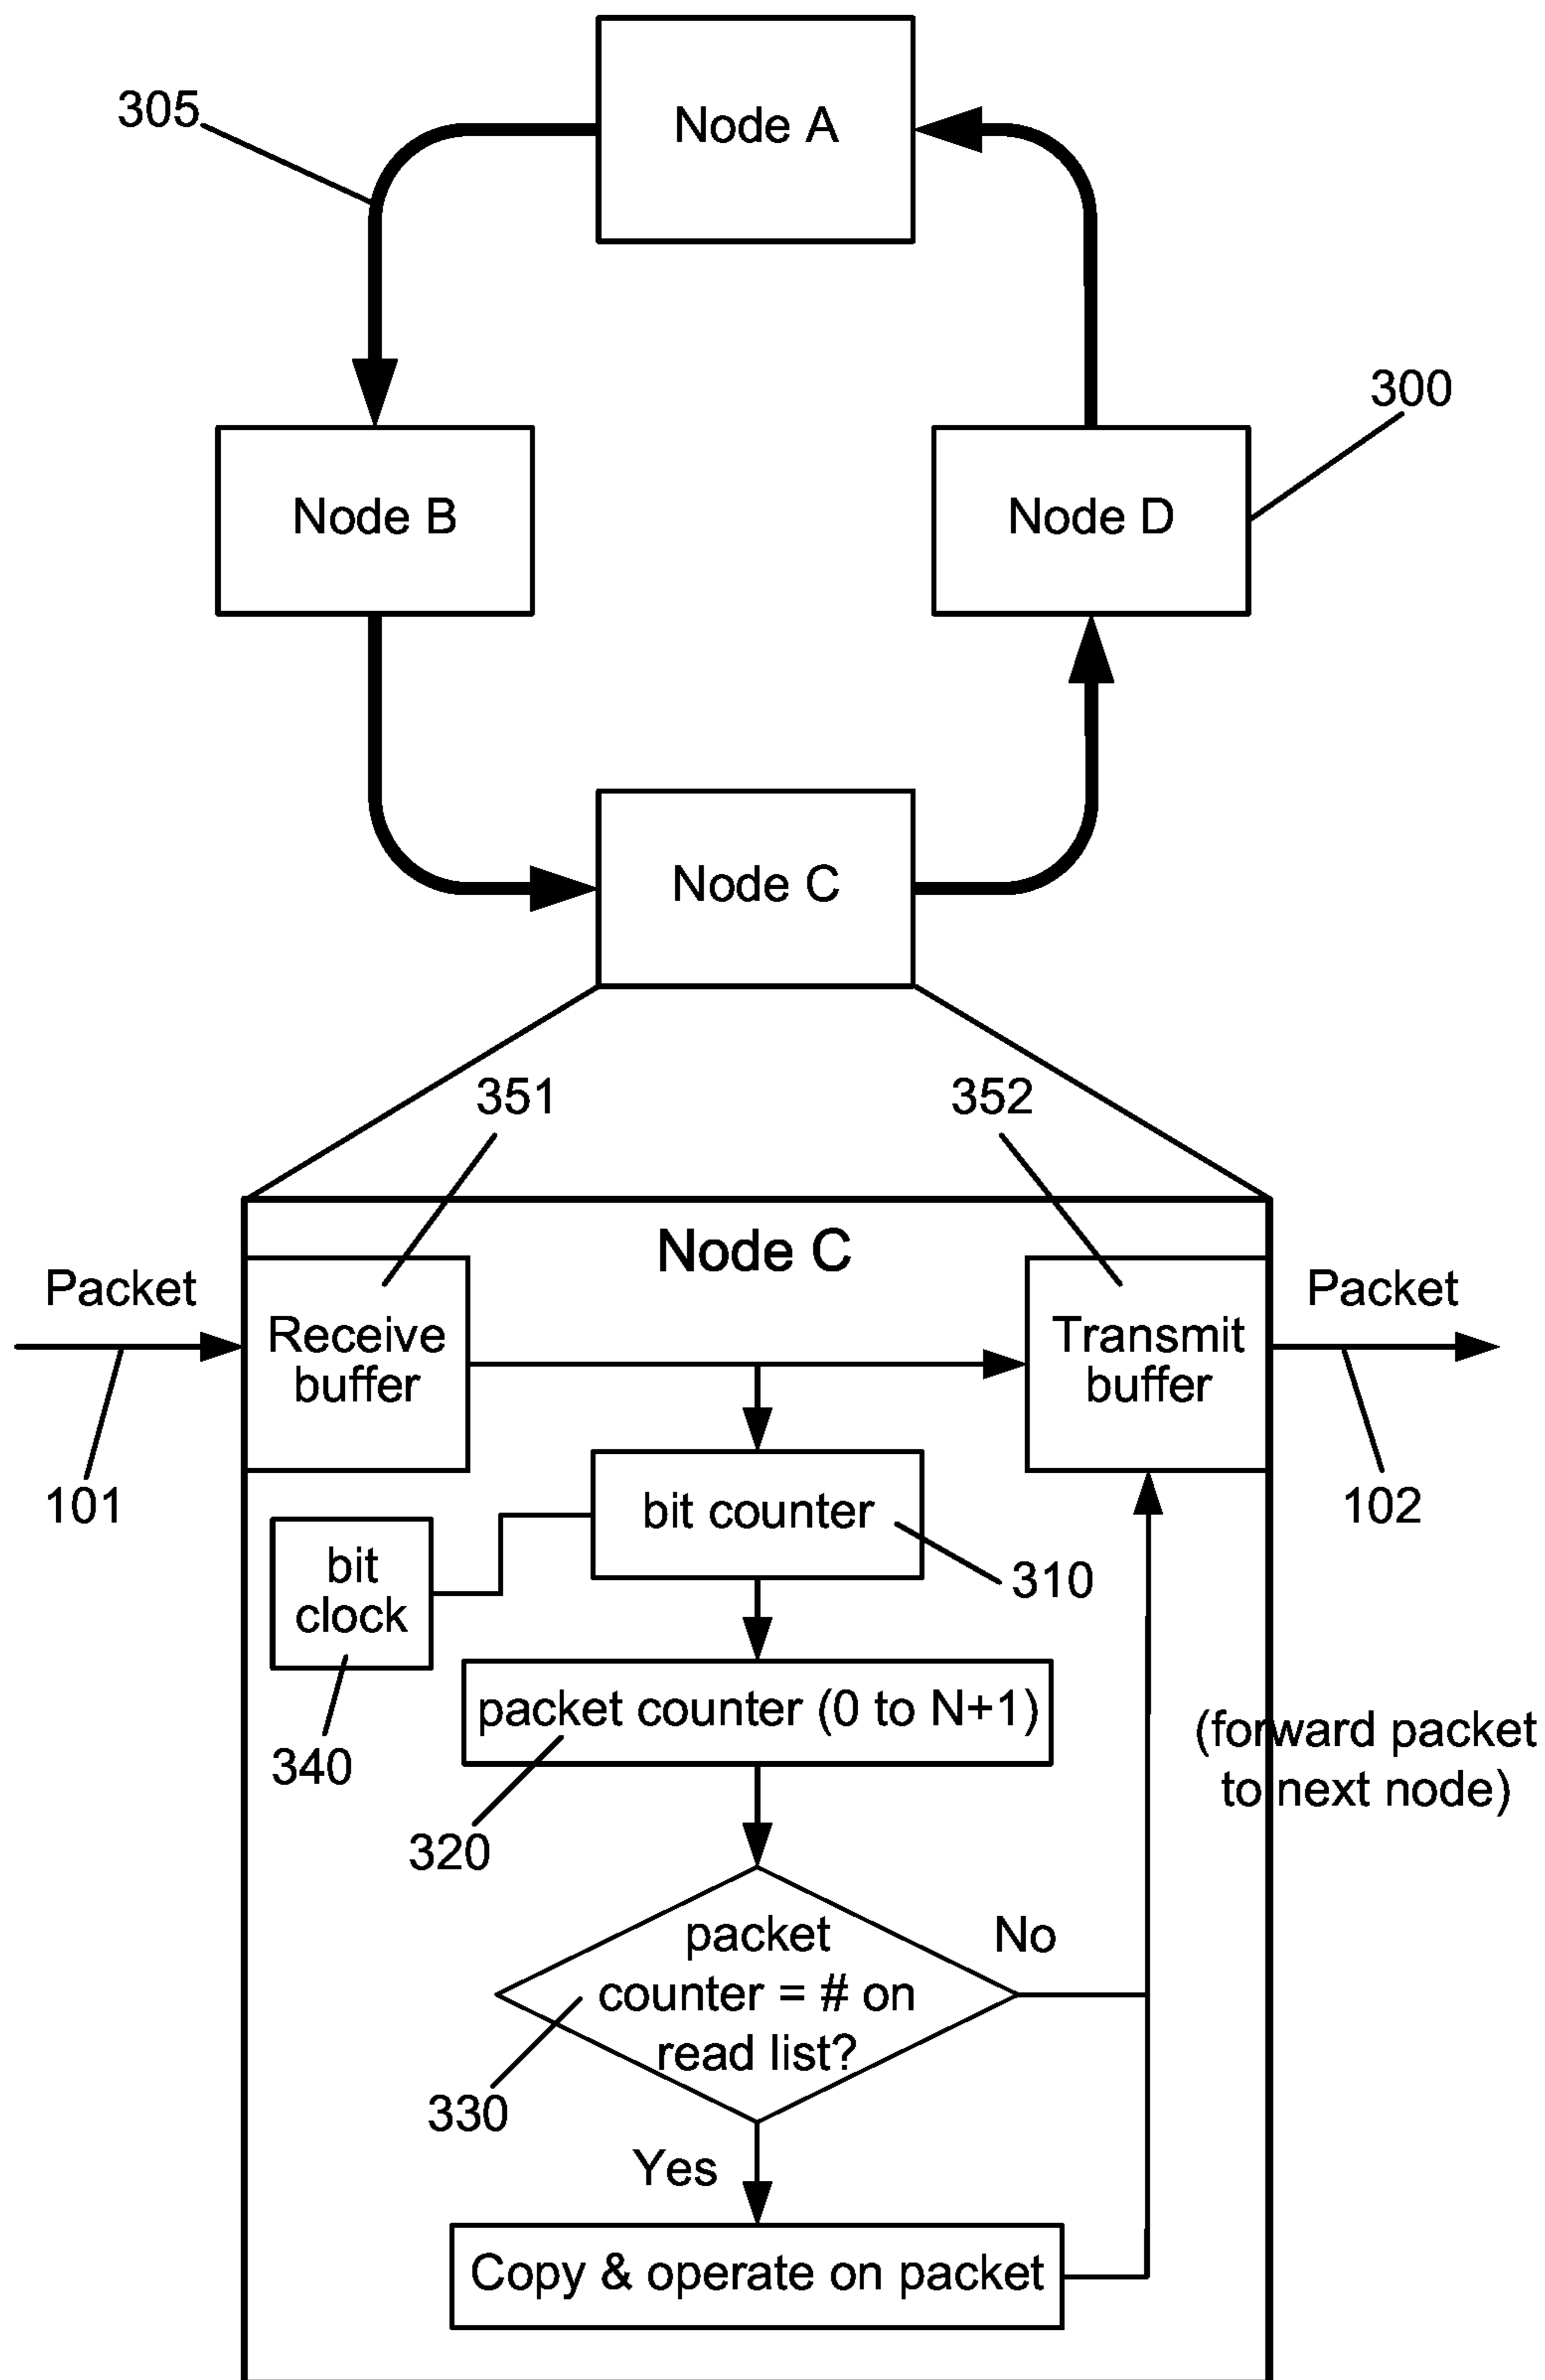 305
Node A
300
Node B
Node D
Node C
351
352
Node C
Packet
Receive
buffer
Transmit
buffer
Packet
101
102
bit counter
310
bit
clock
340
packet counter (0 to N+1)
320
(forward packet
to next node)
packet
counter = # on
read list?
No
330
Yes
Copy & operate on packet